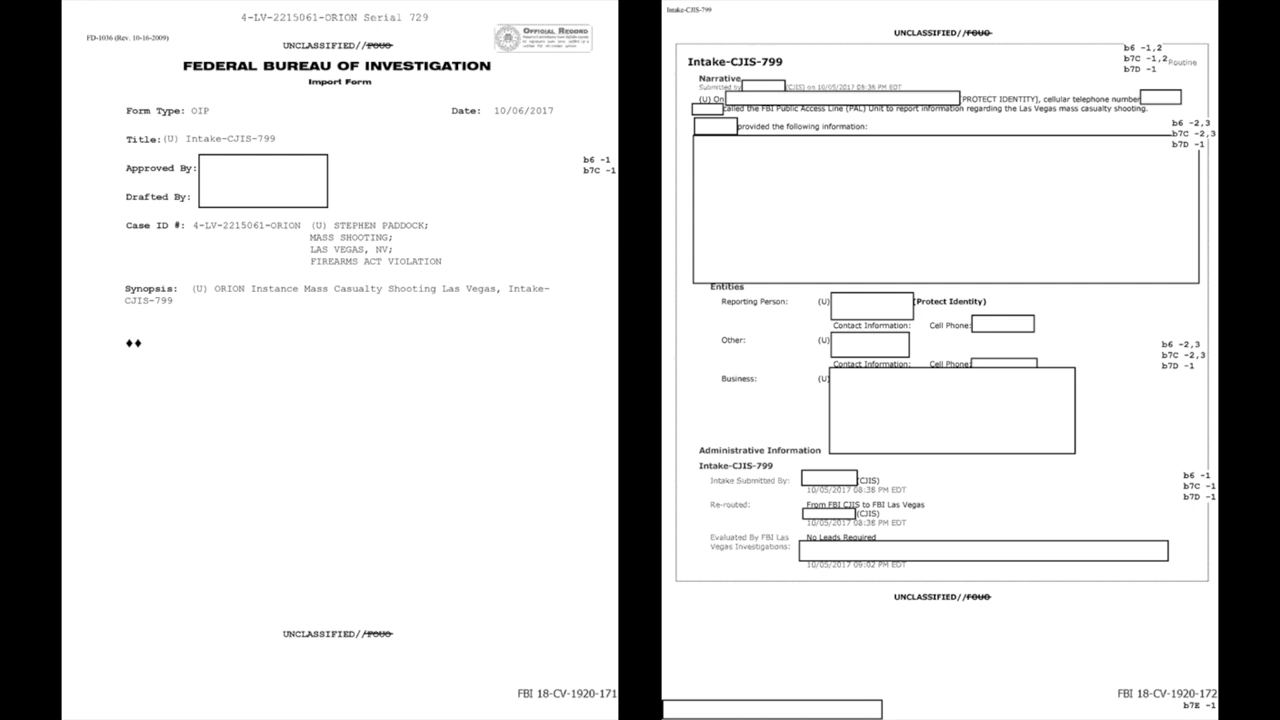 4-LV-2215061-ORION Serial 729
FD-1036 (Rev. 10-16-2009)
UNCLASSIFIED//FOUO
OFFICIAL RECORD
FEDERAL BUREAU OF INVESTIGATION
Import Form
Form Type: OIP Date: 10/06/2017
Title: (U) Intake-CJIS-799
Approved By:
b6 -1
b7C -1
Drafted By:
Case ID #: 4-LV-2215061-ORION (U) STEPHEN PADDOCK;
MASS SHOOTING;
LAS VEGAS, NV;
FIREARMS ACT VIOLATION
Synopsis: (U) ORION Instance Mass Casualty Shooting Las Vegas, Intake-
CJIS-799
♦♦
UNCLASSIFIED//FOUO
FBI 18-CV-1920-171
Intake-CJIS-799
UNCLASSIFIED//FOUO
b6 -1,2
b7C -1,2
b7D -1
Routine
Intake-CJIS-799
Narrative
Submitted by (CJIS) on 10/05/2017 08:38 PM EDT
(U) On PROTECT IDENTITY], cellular telephone number
called the FBI Public Access Line (PAL) Unit to report information regarding the Las Vegas mass casualty shooting.
provided the following information:
b6 -2,3
b7C -2,3
b7D -1
Entities
Reporting Person: (U) (Protect Identity)
Contact Information: Cell Phone:
Other: (U)
Contact Information: Cell Phone:
b6 -2,3
b7C -2,3
b7D -1
Business: (U)
Administrative Information
Intake-CJIS-799
Intake Submitted By: (CJIS)
10/05/2017 08:38 PM EDT
b6 -1
b7C -1
b7D -1
Re-routed: From FBI CJIS to FBI Las Vegas
(CJIS)
10/05/2017 08:38 PM EDT
Evaluated By FBI Las No Leads Required
Vegas Investigations:
10/05/2017 09:02 PM EDT
UNCLASSIFIED//FOUO
FBI 18-CV-1920-172
b7E -1